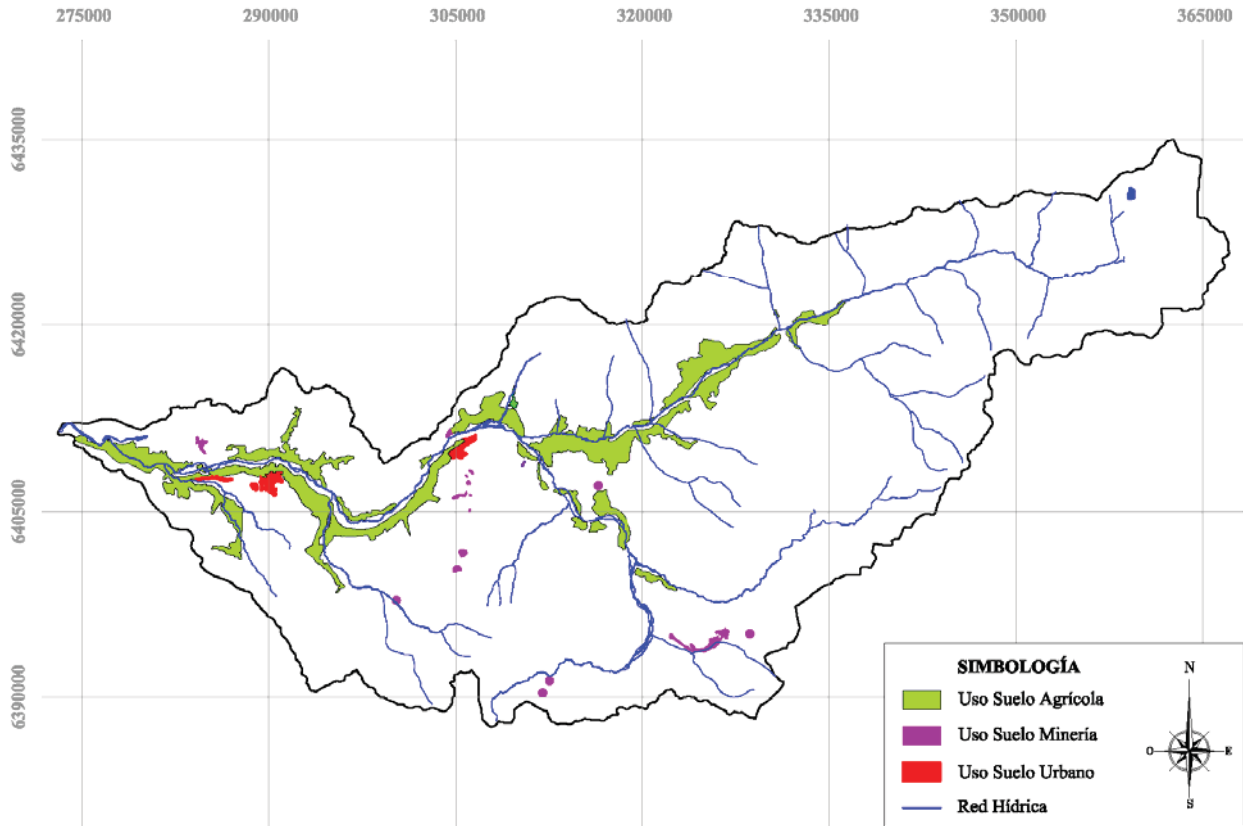 275000
290000
305000
320000
335000
350000
365000
6435000
6420000
6405000
6390000
SIMBOLOGÍA
Uso Suelo Agrícola
Uso Suelo Minería
Uso Suelo Urbano
Red Hídrica
N
O
E
S